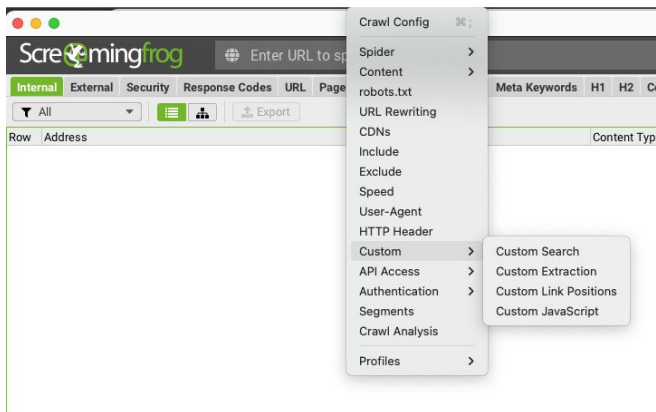 Crawl Config ⌘ ;
Screamingfrog
Enter URL to sp
Spider
Content
robots.txt
URL Rewriting
CDNs
Include
Exclude
Speed
User-Agent
HTTP Header
Custom
API Access
Authentication
Segments
Crawl Analysis
Profiles
Custom Search
Custom Extraction
Custom Link Positions
Custom JavaScript
Internal External Security Response Codes URL Page Meta Keywords H1 H2
All
Export
Row Address Content Typ